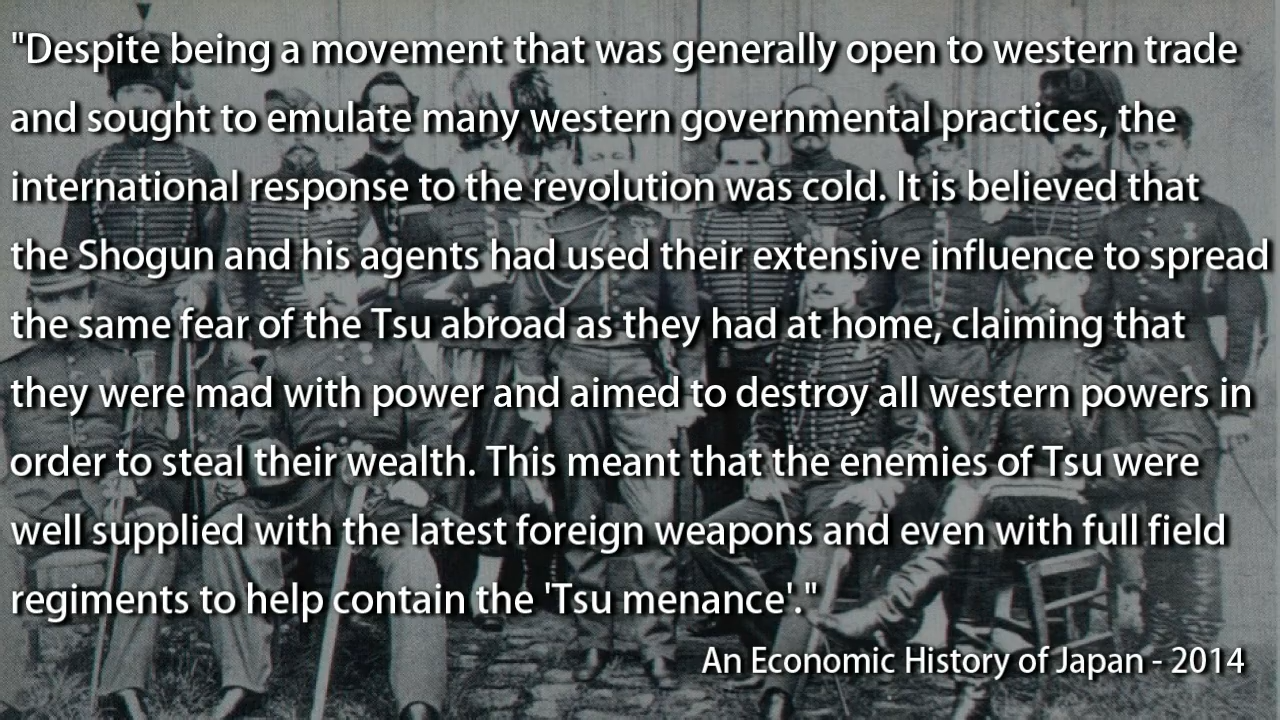 "Despite being a movement that was generally open to western trade
and sought to emulate many western governmental practices, the
international response to the revolution was cold. It is believed that
the Shogun and his agents had used their extensive influence to spread
the same fear of the Tsu abroad as they had at home, claiming that
they were mad with power and aimed to destroy all western powers in
order to steal their wealth. This meant that the enemies of Tsu were
well supplied with the latest foreign weapons and even with full field
regiments to help contain the 'Tsu menance'."
An Economic History of Japan - 2014